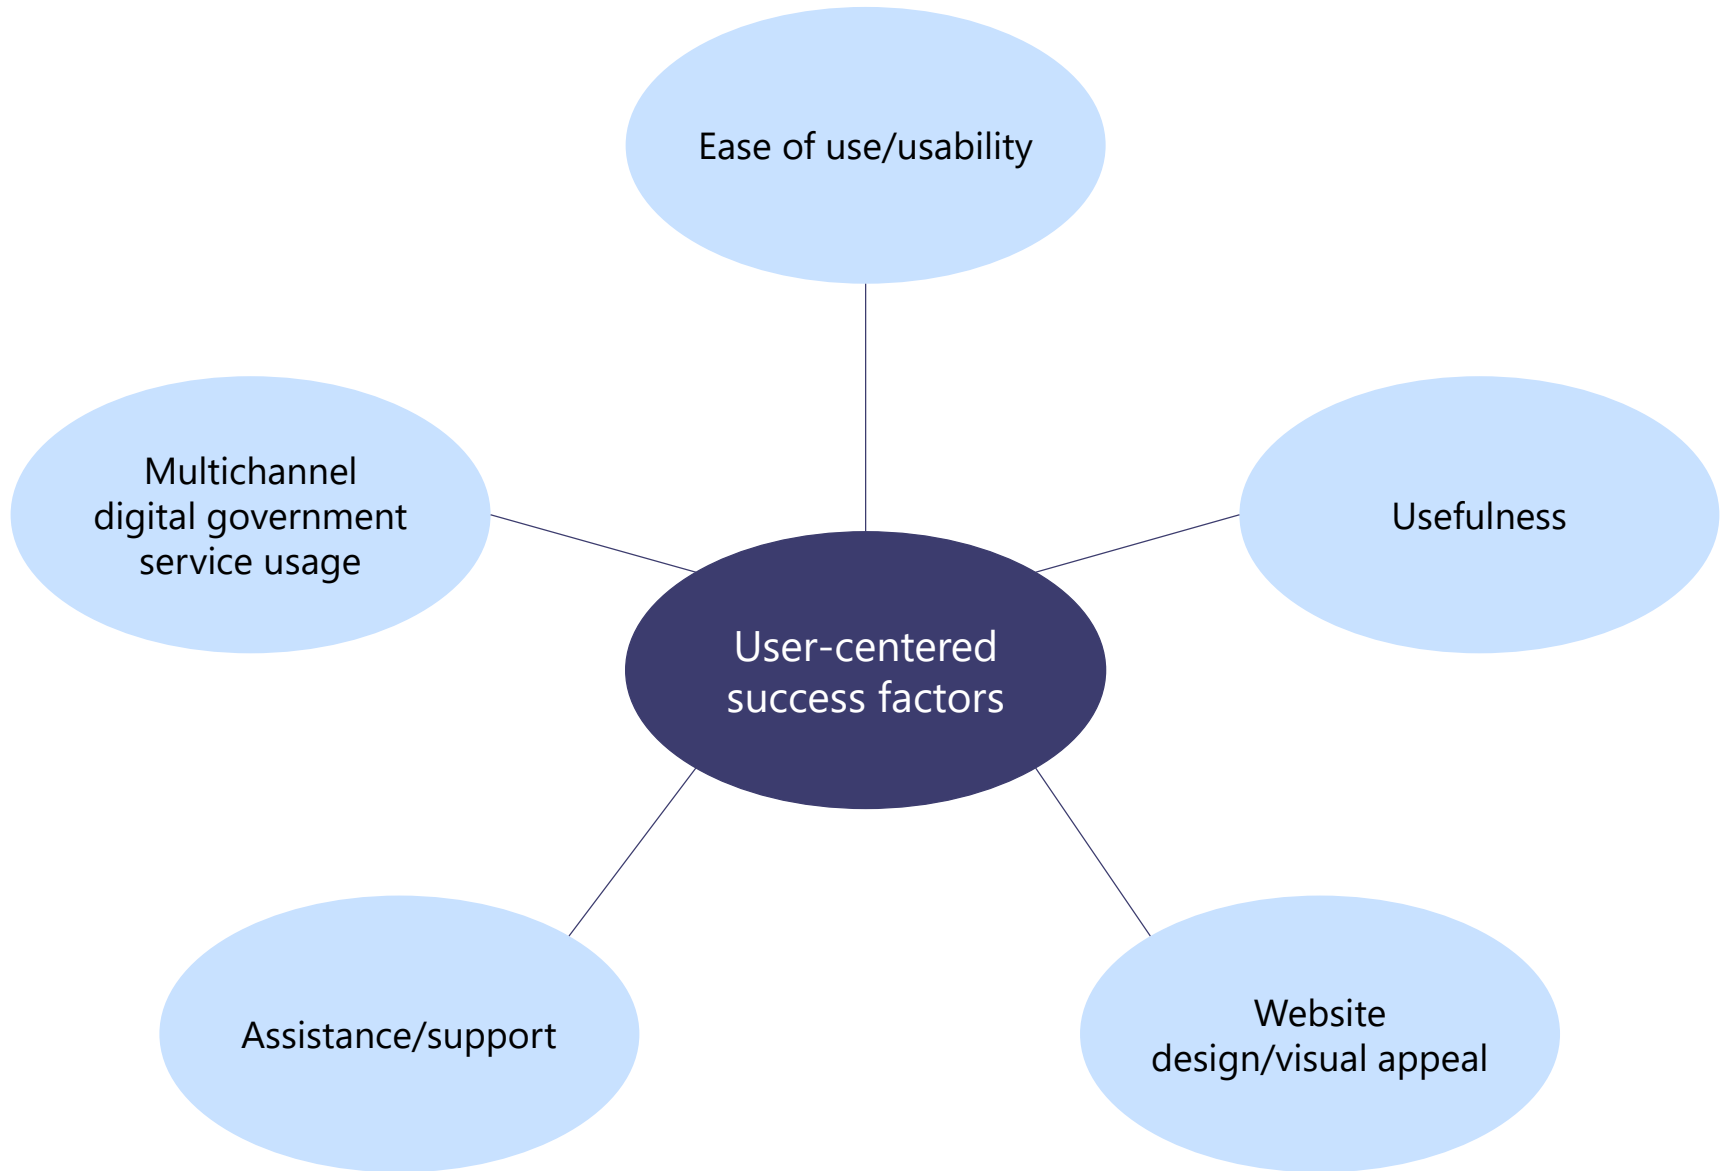 Ease of use/usability
Multichannel
digital government
service usage
Usefulness
User-centered
success factors
Assistance/support
Website
design/visual appeal